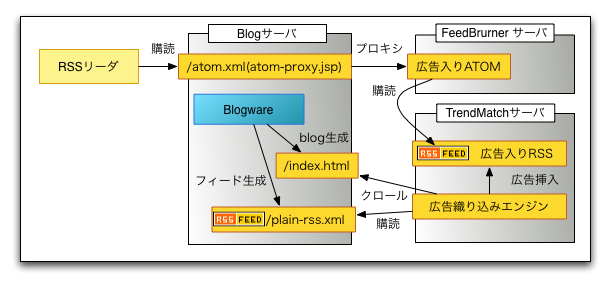 Blogサーバ
FeedBrurner サーバ
RSSリーダ
購読
/atom.xml(atom-proxy.jsp)
プロキシ
広告入りATOM
購読
Blogware
TrendMatchサーバ
blog生成
RSS FEED 広告入りRSS
/index.html
フィード生成
クロール
広告挿入
RSS FEED /plain-rss.xml
購読
広告織り込みエンジン